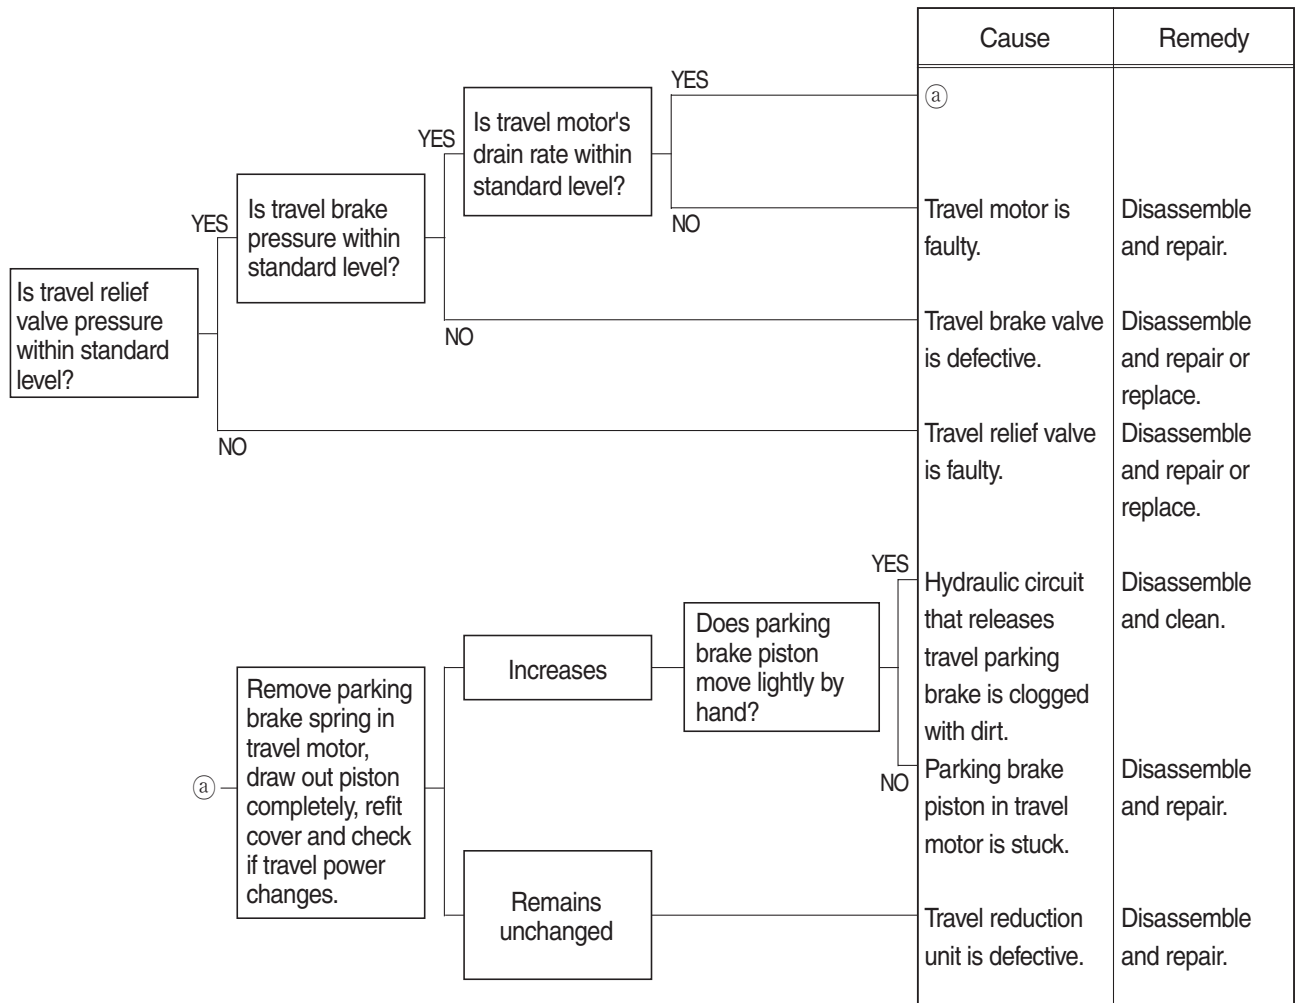 Cause
Remedy
YES
ⓐ
Is travel motor's
drain rate within
standard level?
YES
NO
Travel motor is
faulty.
Disassemble
and repair.
Is travel brake
pressure within
standard level?
YES
NO
Travel brake valve
is defective.
Disassemble
and repair or
replace.
Is travel relief
valve pressure
within standard
level?
NO
Travel relief valve
is faulty.
Disassemble
and repair or
replace.
ⓐ
Remove parking
brake spring in
travel motor,
draw out piston
completely, refit
cover and check
if travel power
changes.
Increases
Does parking
brake piston
move lightly by
hand?
YES
Hydraulic circuit
that releases
travel parking
brake is clogged
with dirt.
Disassemble
and clean.
NO
Parking brake
piston in travel
motor is stuck.
Disassemble
and repair.
Remains
unchanged
Travel reduction
unit is defective.
Disassemble
and repair.